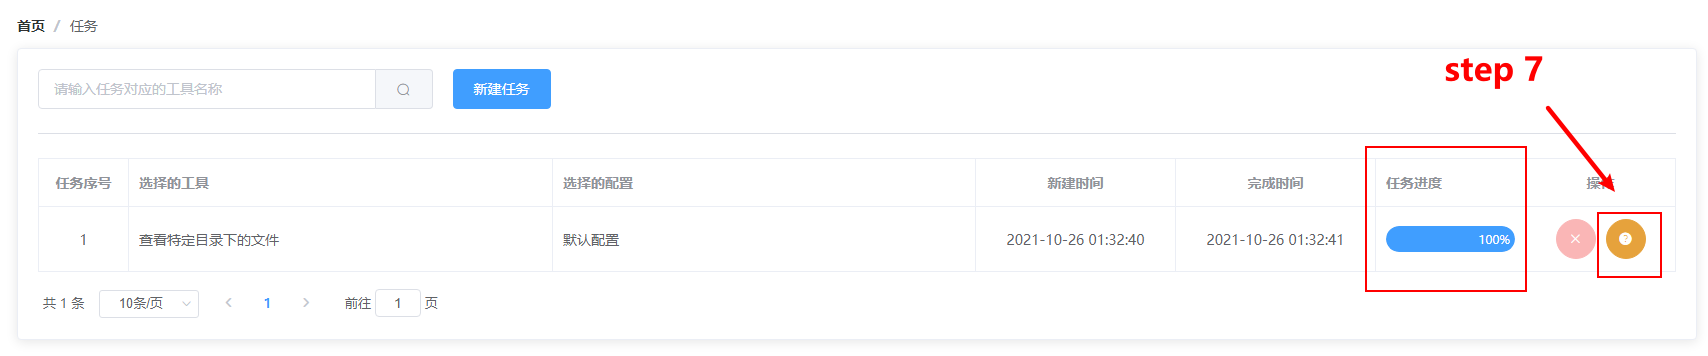 首页 / 任务
step 7
请输入任务对应的工具名称 新建任务
任务序号 选择的工具 选择的配置 新建时间 完成时间 任务进度 操作
1 查看特定目录下的文件 默认配置 2021-10-26 01:32:40 2021-10-26 01:32:41 100%
共 1 条 10条/页 1 前往 1 页